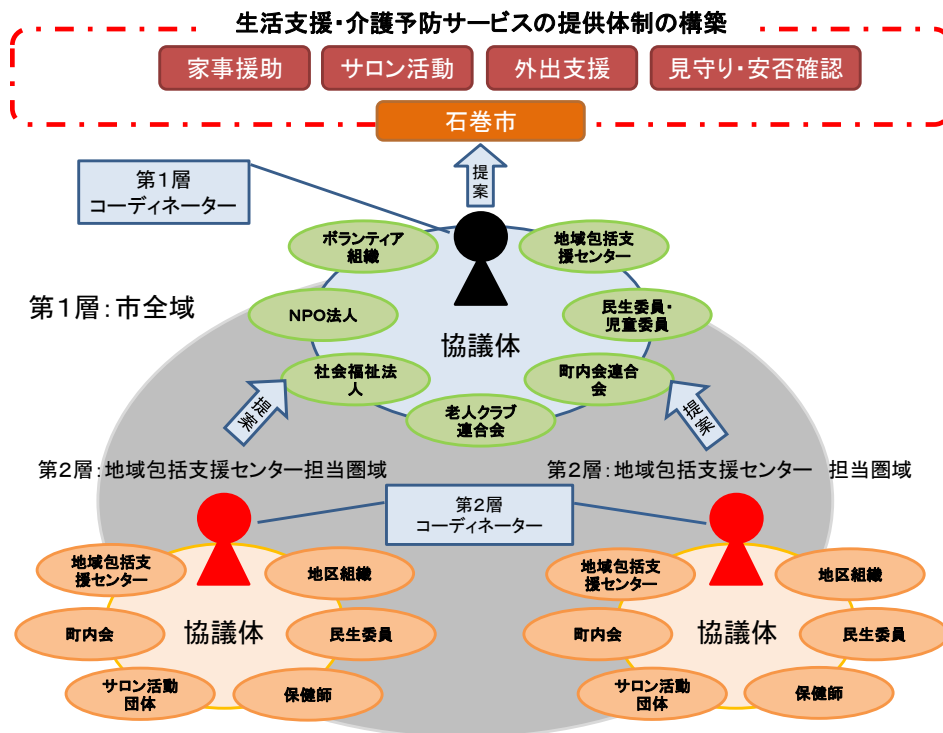 生活支援・介護予防サービスの提供体制の構築
家事援助
サロン活動
外出支援
見守り・安否確認
石巻市
提案
第1層
コーディネーター
ボランティア
組織
地域包括支
援センター
第1層：市全域
NPO法人
民生委員・
児童委員
協議体
社会福祉法
人
町内会連合
会
老人クラブ
連合会
提案
提案
第2層：地域包括支援センター担当圏域
第2層：地域包括支援センター　担当圏域
第2層
コーディネーター
地域包括支
援センター
地区組織
町内会
協議体
民生委員
サロン活動
団体
保健師
地域包括支
援センター
地区組織
町内会
協議体
民生委員
サロン活動
団体
保健師